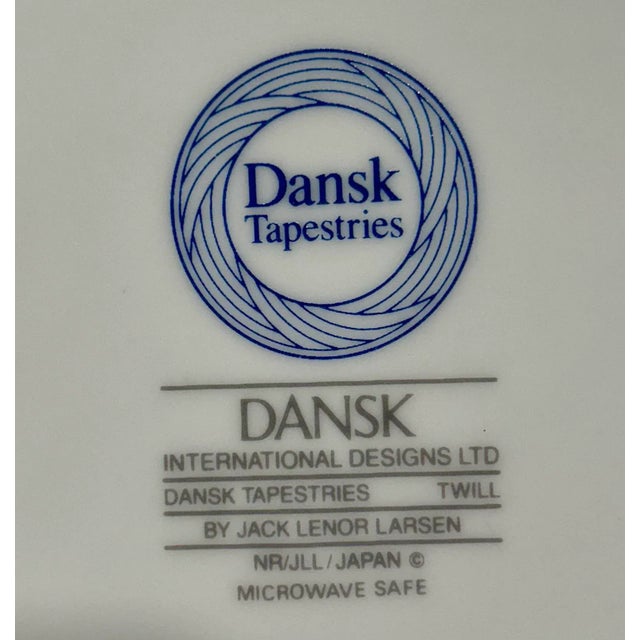 Dansk
Tapestries
DANSK
INTERNATIONAL DESIGNS LTD
DANSK TAPESTRIES TWILL
BY JACK LENOR LARSEN
NR/JLL/JAPAN ©
MICROWAVE SAFE